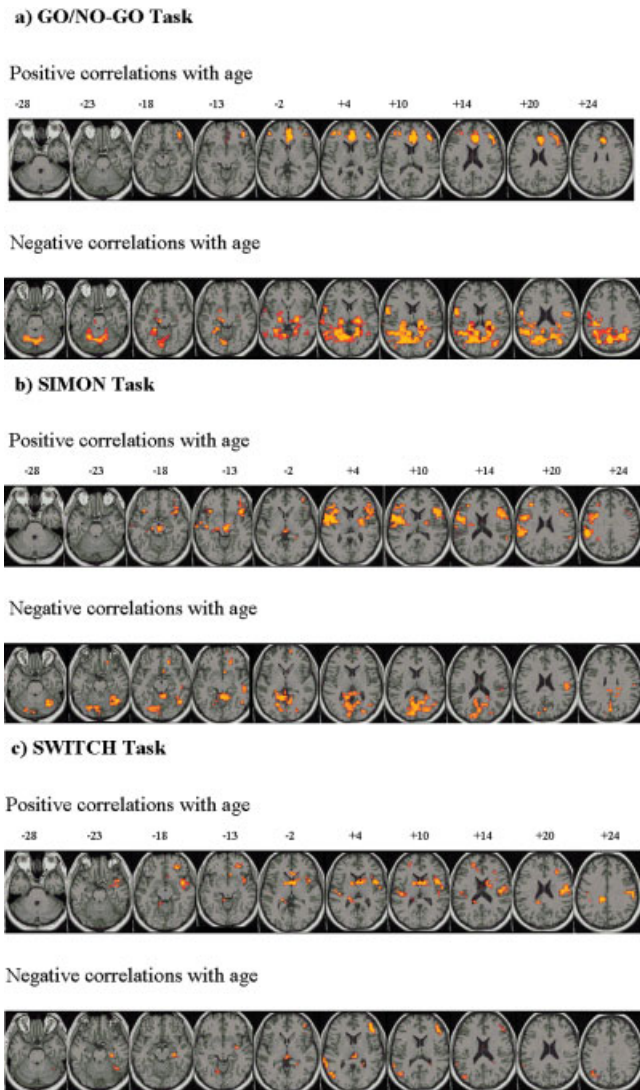 a) GO/NO-GO Task
Positive correlations with age
-28 -23 -18 -13 -2 +4 +10 +14 +20 +24
Negative correlations with age
b) SIMON Task
Positive correlations with age
-28 -23 -18 -13 -2 +4 +10 +14 +20 +24
Negative correlations with age
c) SWITCH Task
Positive correlations with age
-28 -23 -18 -13 -2 +4 +10 +14 +20 +24
Negative correlations with age